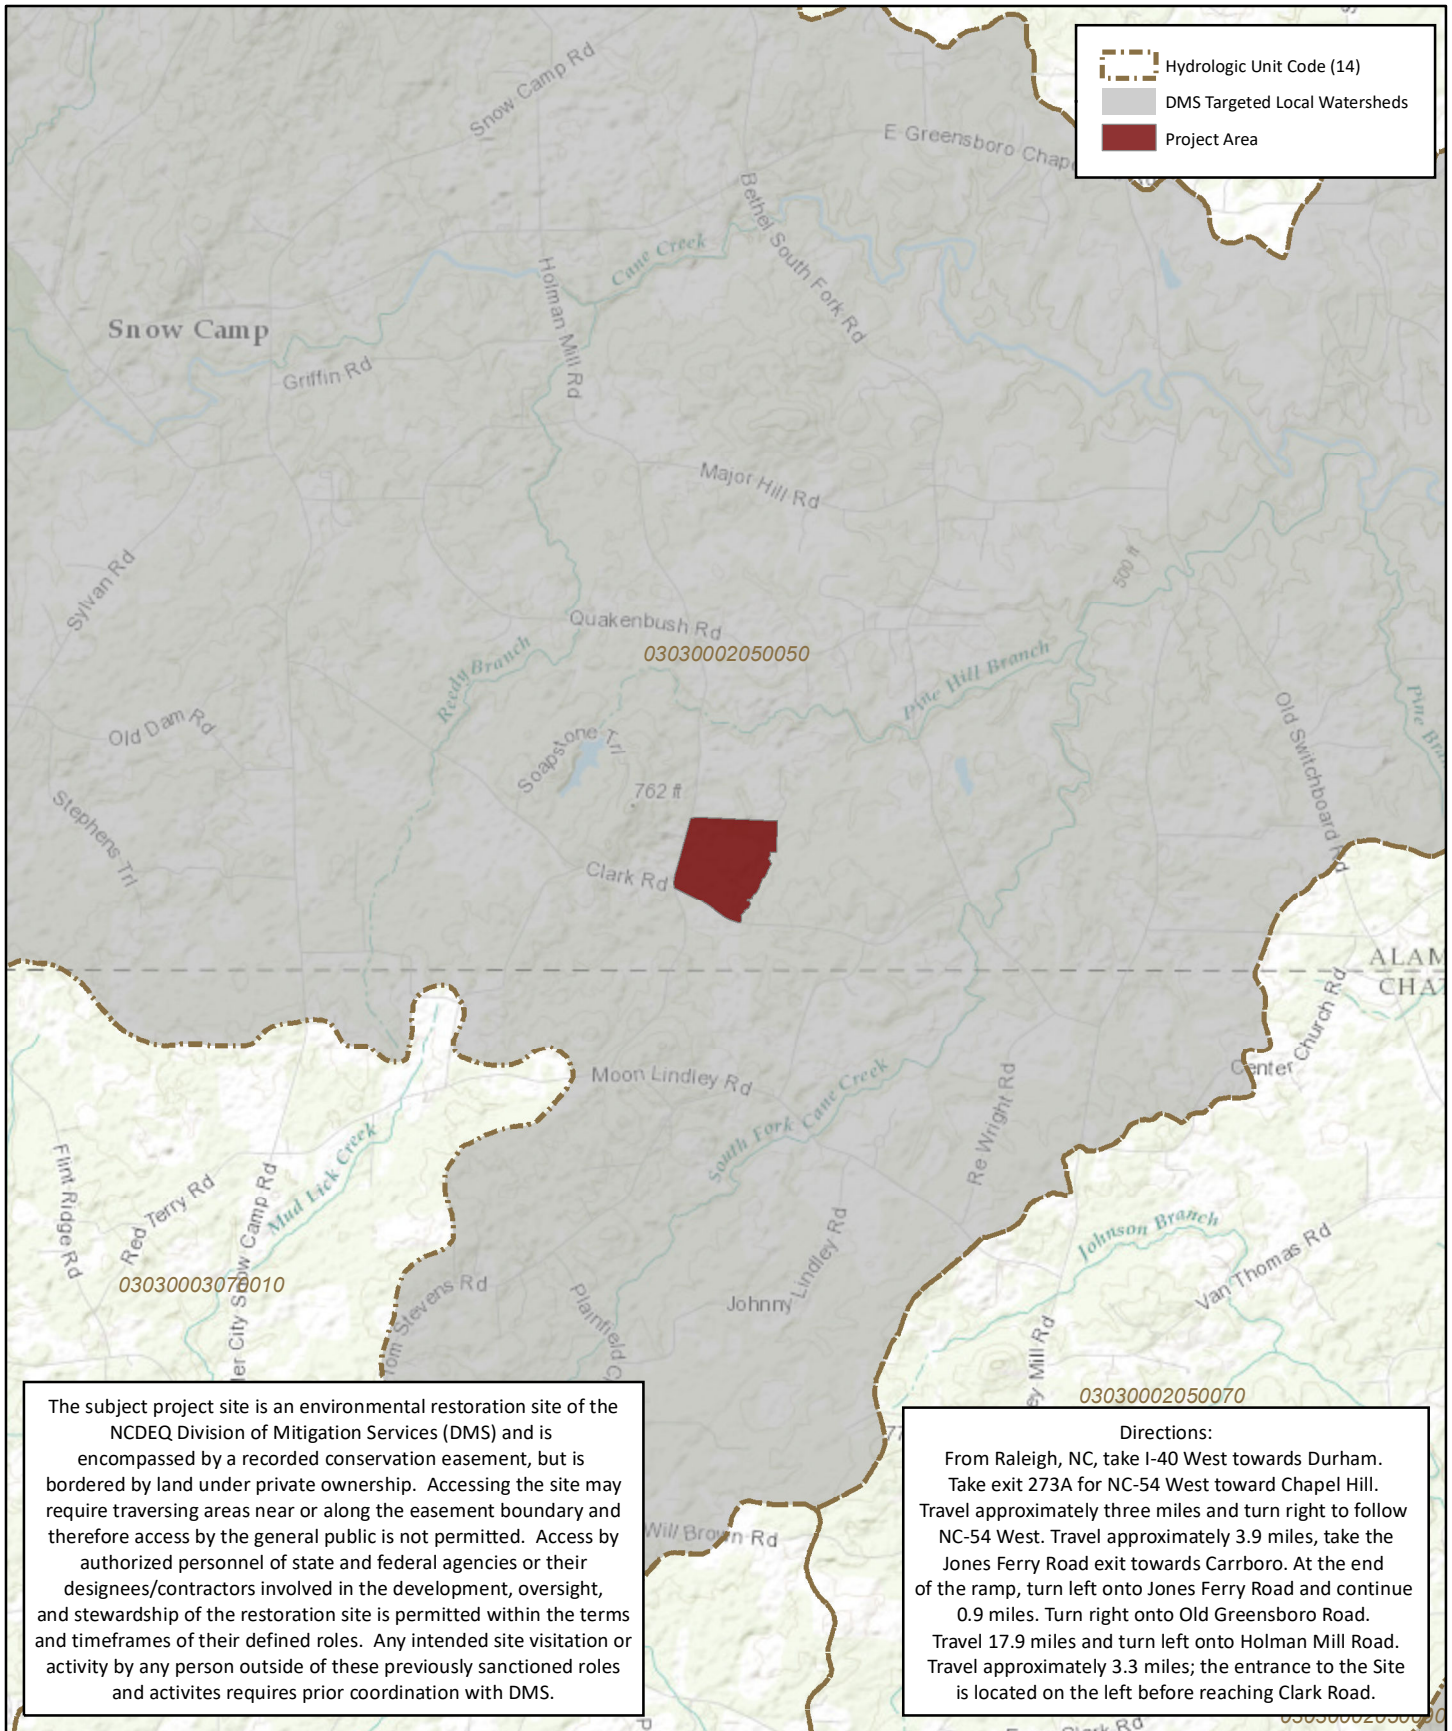 Hydrologic Unit Code (14)
DMS Targeted Local Watersheds
Project Area
Snow Camp Rd
E Greensboro Chape
Bethel South Fork Rd
Cane Creek
Holman Mill Rd
Snow Camp
Griffin Rd
Major Hill Rd
500 ft
Sylvan Rd
Quakenbush Rd
03030002050050
Reedy Branch
Pine Hill Branch
Pine Bra
Old Dam Rd
Soapstone Trl
Old Switchboard Rd
762 ft
Stephens Trl
Clark Rd
ALAM
CHAT
Center Church Rd
Moon Lindley Rd
South Fork Cane Creek
Re Wright Rd
Flint Ridge Rd
Red Terry Rd
Mud Lick Creek
ler City Snow Camp Rd
Johnson Branch
Van Thomas Rd
03030003070010
Tom Stevens Rd
Plainfield C
Johnny Lindley Rd
ey Mill Rd
03030002050070
77
Will Brown Rd
The subject project site is an environmental restoration site of the
NCDEQ Division of Mitigation Services (DMS) and is
encompassed by a recorded conservation easement, but is
bordered by land under private ownership.  Accessing the site may
require traversing areas near or along the easement boundary and
therefore access by the general public is not permitted.  Access by
authorized personnel of state and federal agencies or their
designees/contractors involved in the development, oversight,
and stewardship of the restoration site is permitted within the terms
and timeframes of their defined roles.  Any intended site visitation or
activity by any person outside of these previously sanctioned roles
and activites requires prior coordination with DMS.
Directions:
From Raleigh, NC, take I-40 West towards Durham.
Take exit 273A for NC-54 West toward Chapel Hill.
Travel approximately three miles and turn right to follow
NC-54 West. Travel approximately 3.9 miles, take the
Jones Ferry Road exit towards Carrboro. At the end
of the ramp, turn left onto Jones Ferry Road and continue
0.9 miles. Turn right onto Old Greensboro Road.
Travel 17.9 miles and turn left onto Holman Mill Road.
Travel approximately 3.3 miles; the entrance to the Site
is located on the left before reaching Clark Road.
Clark Rd